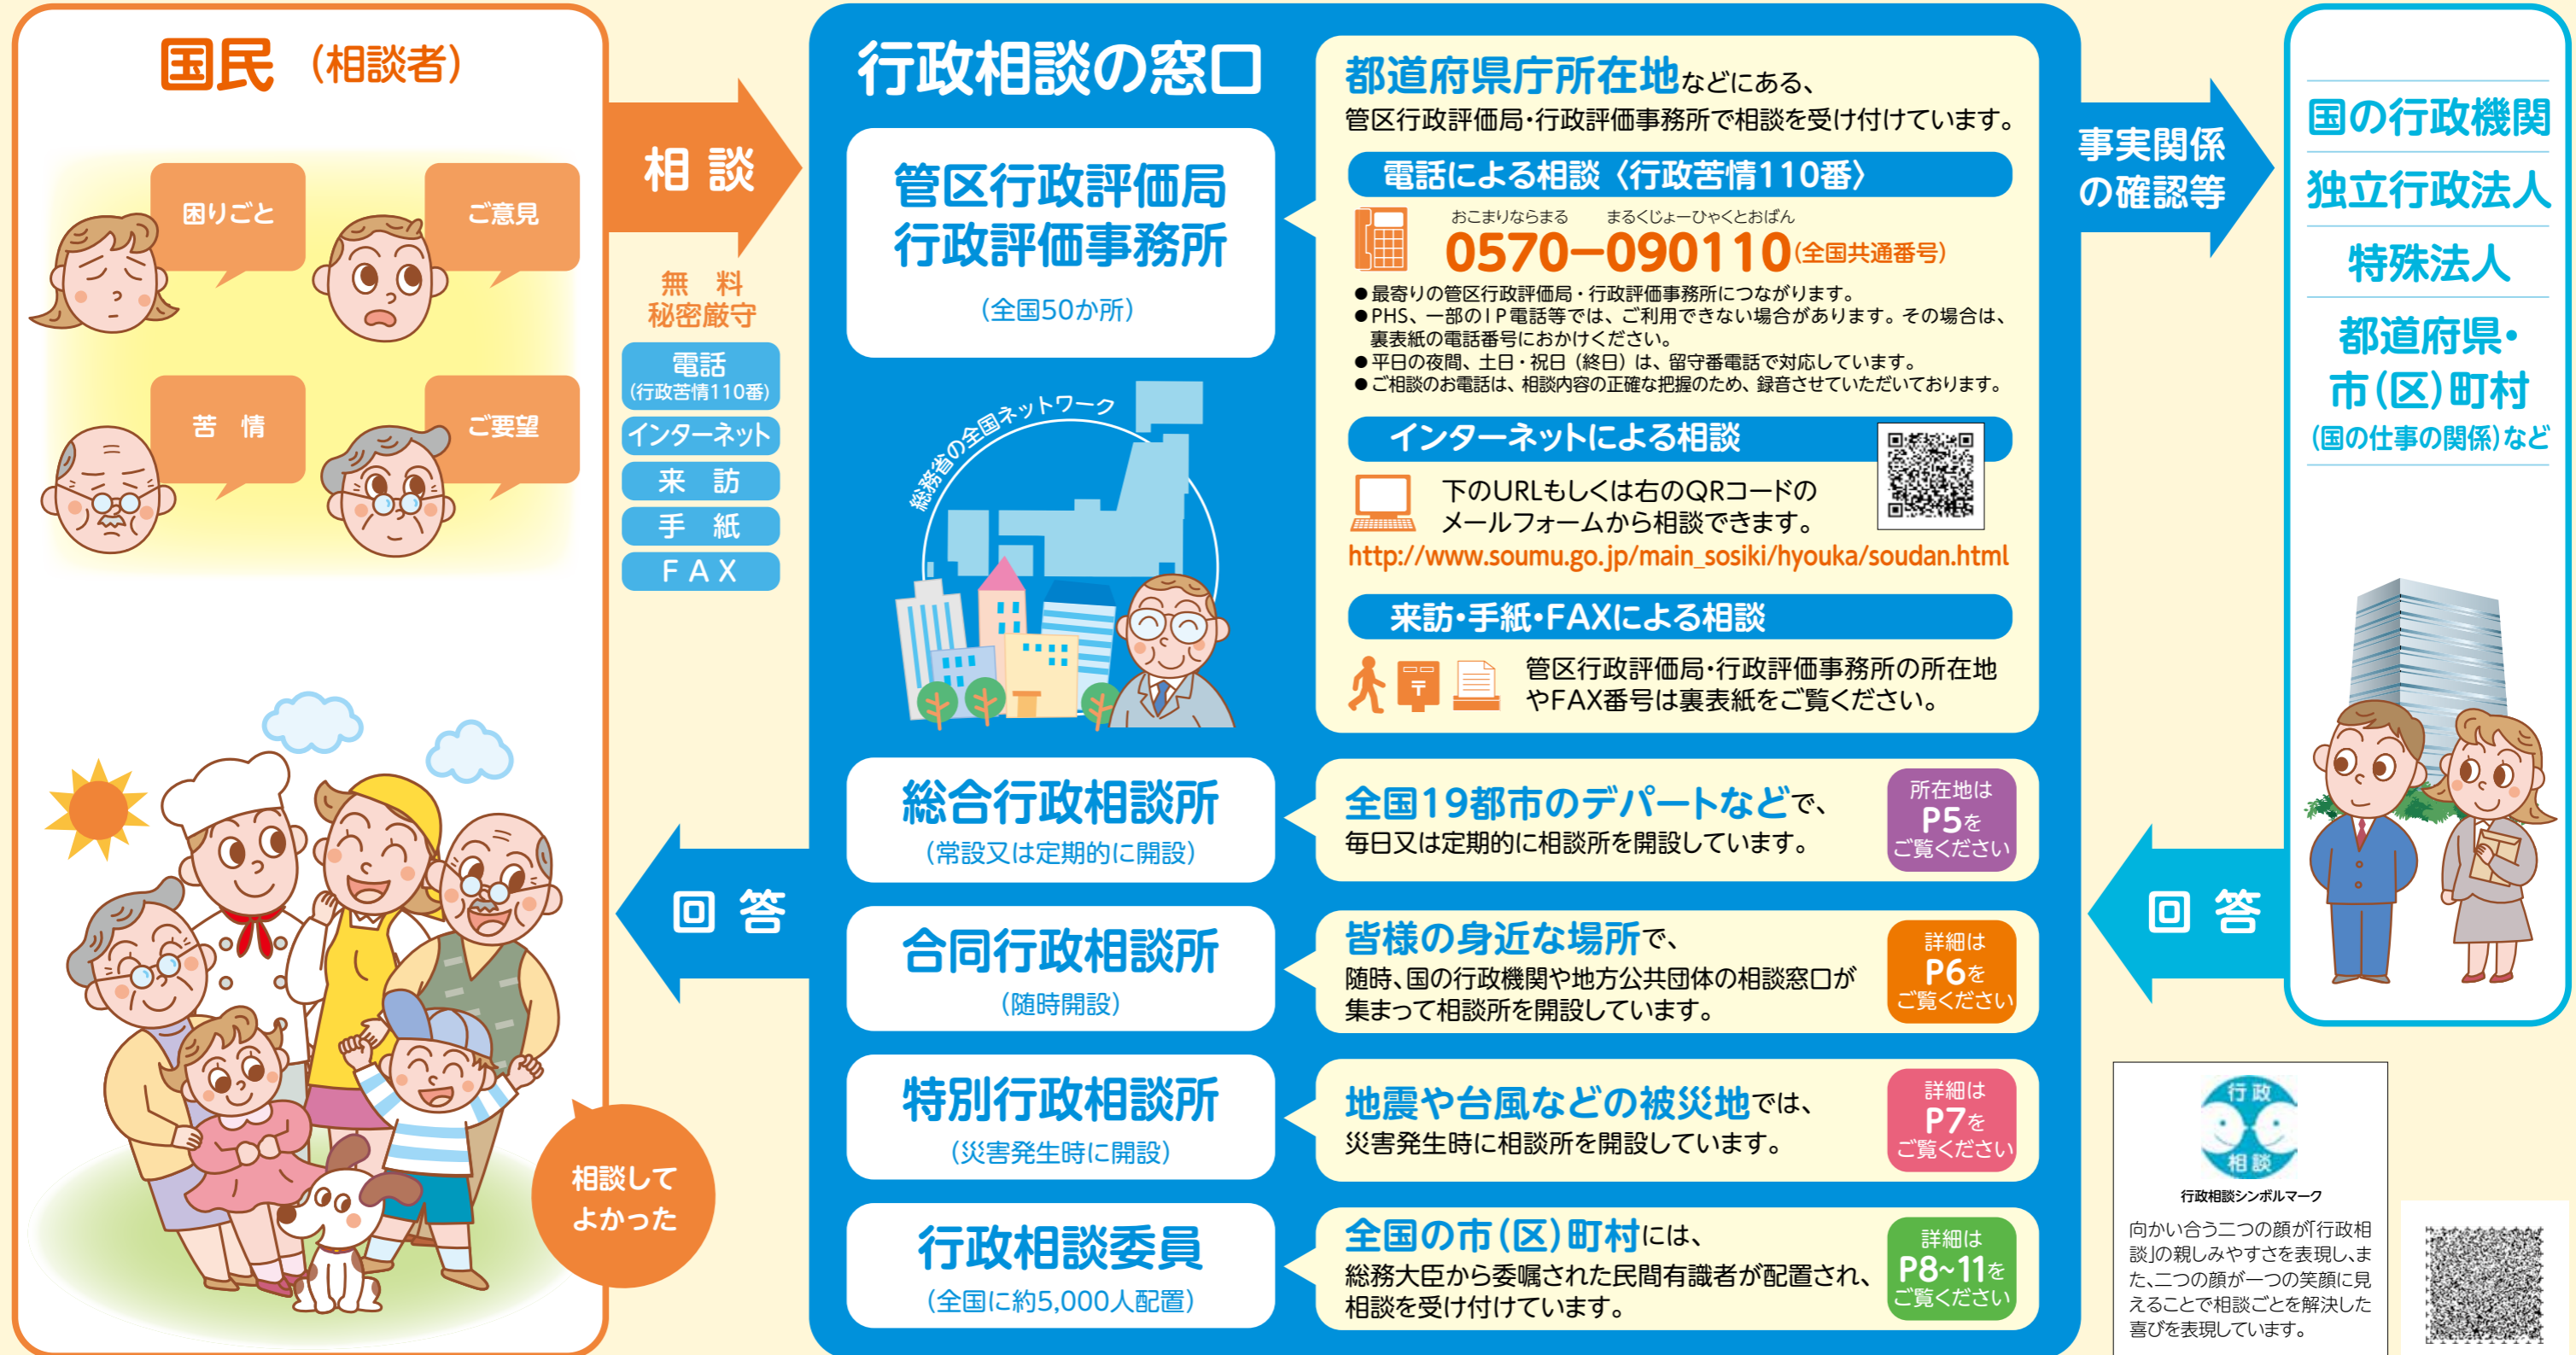 国民（相談者）
困りごと
ご意見
苦　情
ご要望
相談して
よかった
相 談
無　料
秘密厳守
電話
(行政苦情110番)
インターネット
来　訪
手　紙
ＦＡＸ
回 答
行政相談の窓口
管区行政評価局
行政評価事務所
（全国50か所）
総務省の全国ネットワーク
都道府県庁所在地などにある、
管区行政評価局・行政評価事務所で相談を受け付けています。
電話による相談〈行政苦情110番〉
おこまりならまる　まるくじょーひゃくとおばん
0570ー090110(全国共通番号)
●最寄りの管区行政評価局・行政評価事務所につながります。
●PHS、一部のIP電話等では、ご利用できない場合があります。その場合は、
裏表紙の電話番号におかけください。
●平日の夜間、土日・祝日（終日）は、留守番電話で対応しています。
●ご相談のお電話は、相談内容の正確な把握のため、録音させていただいております。
インターネットによる相談
下のURLもしくは右のQRコードの
メールフォームから相談できます。
http://www.soumu.go.jp/main_sosiki/hyouka/soudan.html
来訪・手紙・FAXによる相談
〒
管区行政評価局・行政評価事務所の所在地
やFAX番号は裏表紙をご覧ください。
総合行政相談所
（常設又は定期的に開設）
全国19都市のデパートなどで、
毎日又は定期的に相談所を開設しています。
所在地は
P5を
ご覧ください
合同行政相談所
（随時開設）
皆様の身近な場所で、
随時、国の行政機関や地方公共団体の相談窓口が
集まって相談所を開設しています。
詳細は
P6を
ご覧ください
特別行政相談所
（災害発生時に開設）
地震や台風などの被災地では、
災害発生時に相談所を開設しています。
詳細は
P7を
ご覧ください
行政相談委員
（全国に約5,000人配置）
全国の市（区）町村には、
総務大臣から委嘱された民間有識者が配置され、
相談を受け付けています。
詳細は
P8~11を
ご覧ください
事実関係
の確認等
国の行政機関
独立行政法人
特殊法人
都道府県・
市（区）町村
（国の仕事の関係）など
回 答
行政
相談
行政相談シンボルマーク
向かい合う二つの顔が「行政相
談」の親しみやすさを表現し、ま
た、二つの顔が一つの笑顔に見
えることで相談ごとを解決した
喜びを表現しています。